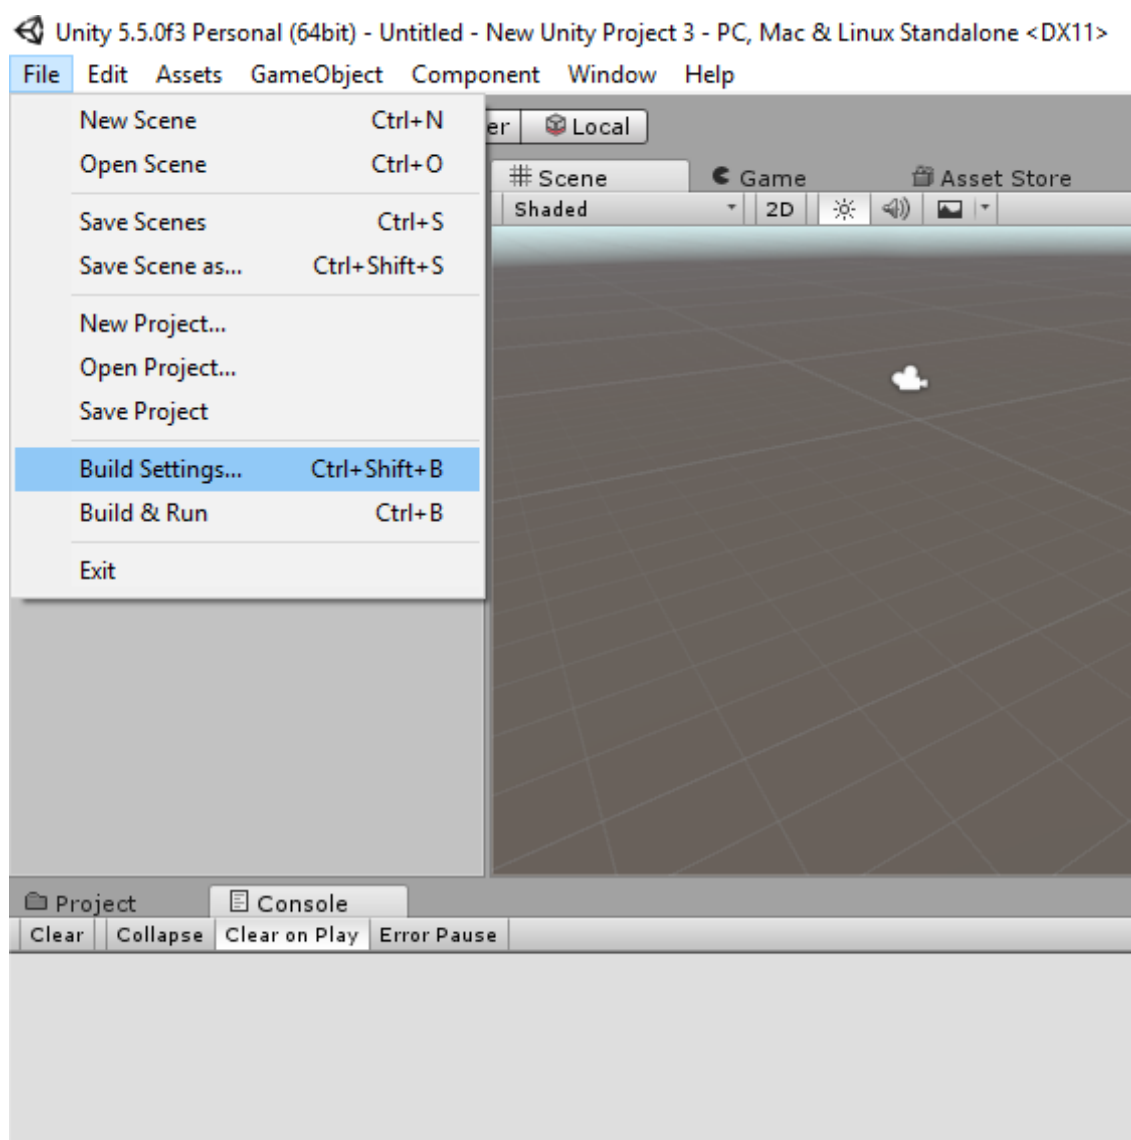 Unity 5.5.0f3 Personal (64bit) - Untitled - New Unity Project 3 - PC, Mac & Linux Standalone <DX11>
File Edit Assets GameObject Component Window Help
New Scene Ctrl+N
Open Scene Ctrl+O
Save Scenes Ctrl+S
Save Scene as... Ctrl+Shift+S
New Project...
Open Project...
Save Project
Build Settings... Ctrl+Shift+B
Build & Run Ctrl+B
Exit
er Local
Scene Game Asset Store
Shaded 2D
Project Console
Clear Collapse Clear on Play Error Pause